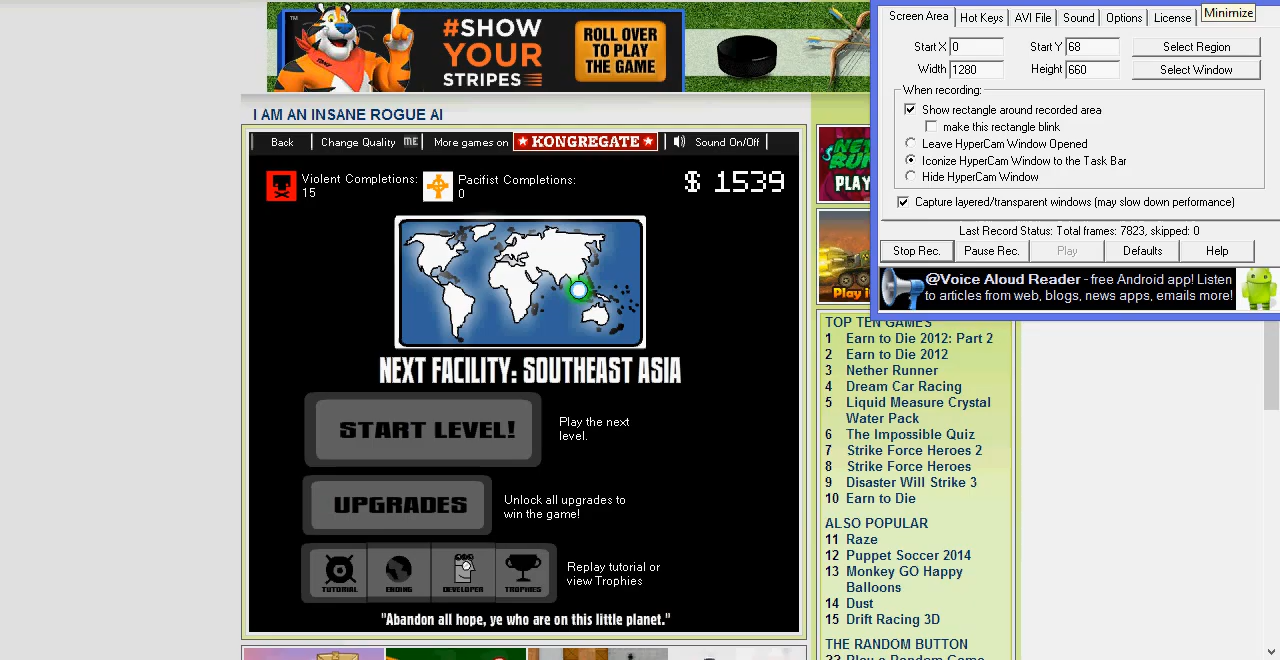 #SHOW
YOUR
STRIPES
ROLL OVER
TO PLAY
THE GAME
TM
I AM AN INSANE ROGUE AI
Back
Change Quality ME
More games on KONGREGATE
Sound On/Off
Violent Completions:
15
Pacifist Completions:
0
$ 1539
NEXT FACILITY: SOUTHEAST ASIA
START LEVEL!
Play the next
level.
UPGRADES
Unlock all upgrades to
win the game!
TUTORIAL
ENDING
DEVELOPER
TROPHIES
Replay tutorial or
view Trophies
"Abandon all hope, ye who are on this little planet."
PLAY
Play i
TOP TEN GAMES
1 Earn to Die 2012: Part 2
2 Earn to Die 2012
3 Nether Runner
4 Dream Car Racing
5 Liquid Measure Crystal
Water Pack
6 The Impossible Quiz
7 Strike Force Heroes 2
8 Strike Force Heroes
9 Disaster Will Strike 3
10 Earn to Die
ALSO POPULAR
11 Raze
12 Puppet Soccer 2014
13 Monkey GO Happy
Balloons
14 Dust
15 Drift Racing 3D
THE RANDOM BUTTON
22 Play a Random Game
Screen Area
Hot Keys
AVI File
Sound
Options
License
Minimize
Start X 0
Start Y 68
Select Region
Width 1280
Height 660
Select Window
When recording:
Show rectangle around recorded area
make this rectangle blink
Leave HyperCam Window Opened
Iconize HyperCam Window to the Task Bar
Hide HyperCam Window
Capture layered/transparent windows (may slow down performance)
Last Record Status: Total frames: 7823, skipped: 0
Stop Rec.
Pause Rec.
Play
Defaults
Help
@Voice Aloud Reader - free Android app! Listen
to articles from web, blogs, news apps, emails more!